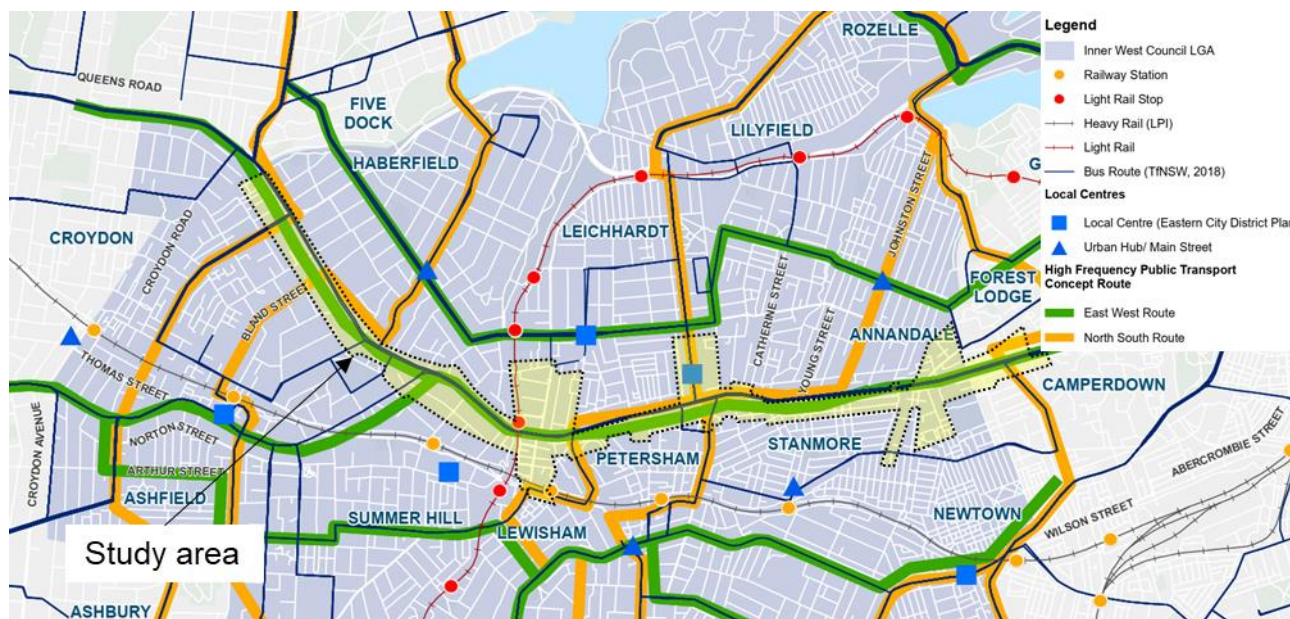 ROZELLE
QUEENS ROAD
FIVE
DOCK
LILYFIELD
HABERFIELD
G
JOHNSTON STREET
CROYDON
CROYDON ROAD
LEICHHARDT
CATHERINE STREET
FOREST
LODGE
BLAND STREET
YOUNG STREET
ANNANDALE
THOMAS STREET
CAMPERDOWN
CROYDON AVENUE
NORTON STREET
STANMORE
PETERSHAM
ABERCROMBIE STREET
ARTHUR STREET
ASHFIELD
SUMMER HILL
LEWISHAM
NEWTOWN
WILSON STREET
Study area
ASHBURY
Legend
Inner West Council LGA
Railway Station
Light Rail Stop
Heavy Rail (LPI)
Light Rail
Bus Route (TfNSW, 2018)
Local Centres
Local Centre (Eastern City District Plan
Urban Hub/ Main Street
High Frequency Public Transport
Concept Route
East West Route
North South Route